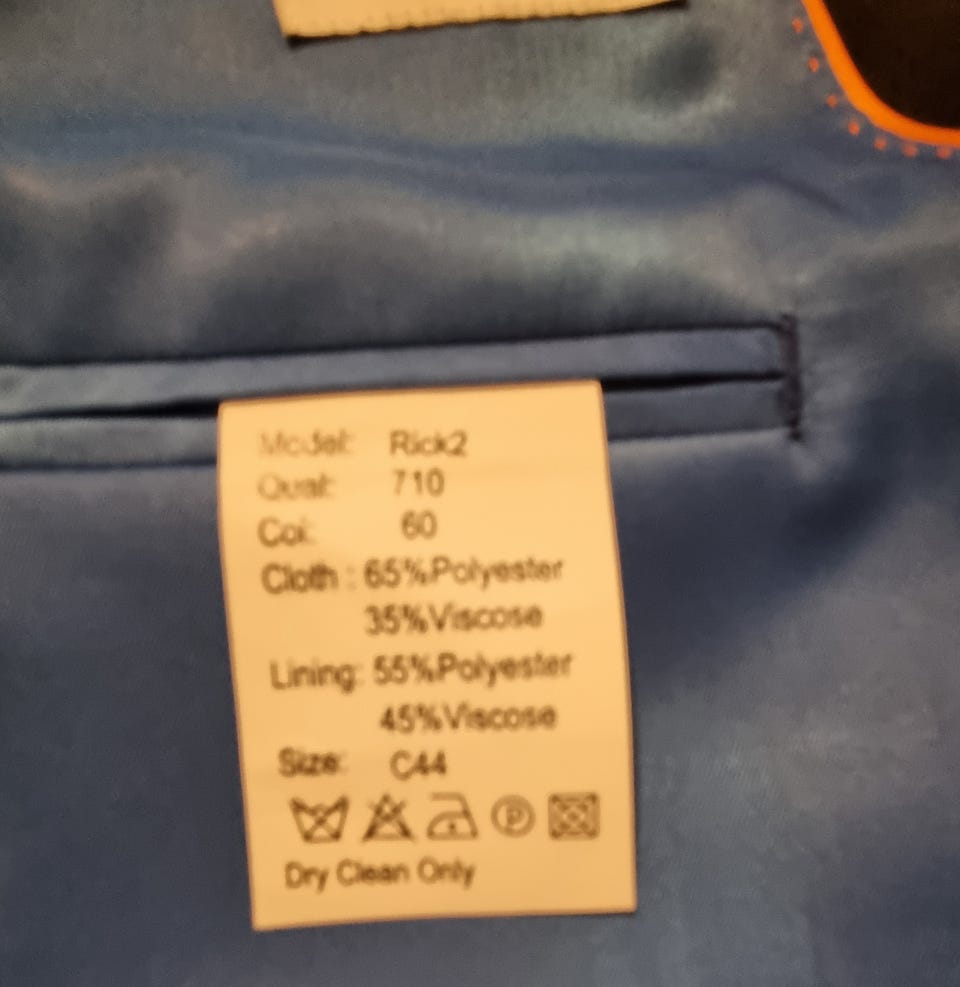 Model: Rick2
Qual: 710
Col: 60
Cloth : 65%Polyester
35%Viscose
Lining: 55%Polyester
45%Viscose
Size: C44
P
Dry Clean Only